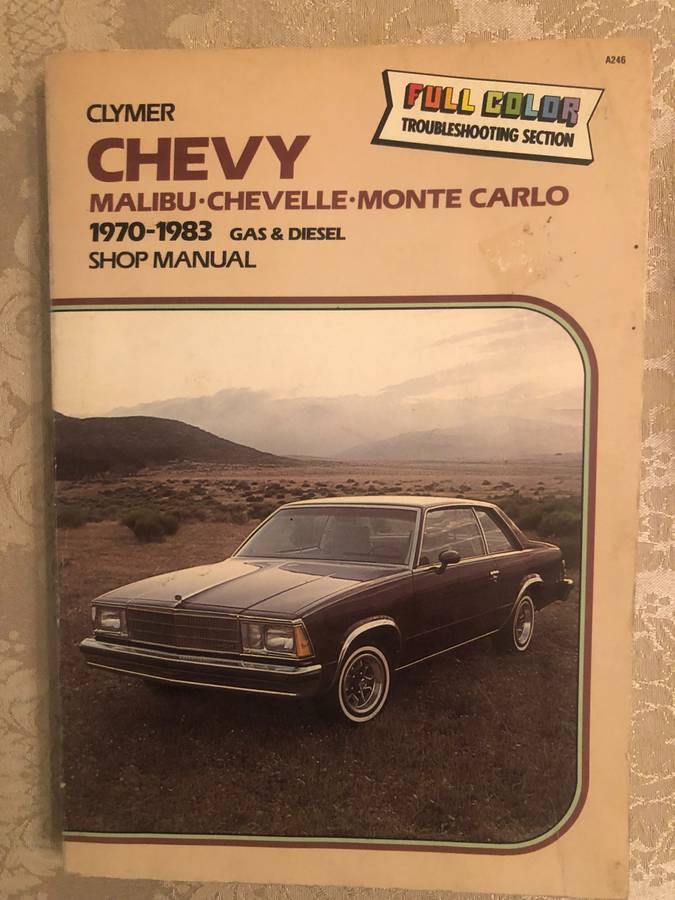 A246
FULL COLOR
TROUBLESHOOTING SECTION
CLYMER
CHEVY
MALIBU·CHEVELLE·MONTE CARLO
1970-1983 GAS & DIESEL
SHOP MANUAL